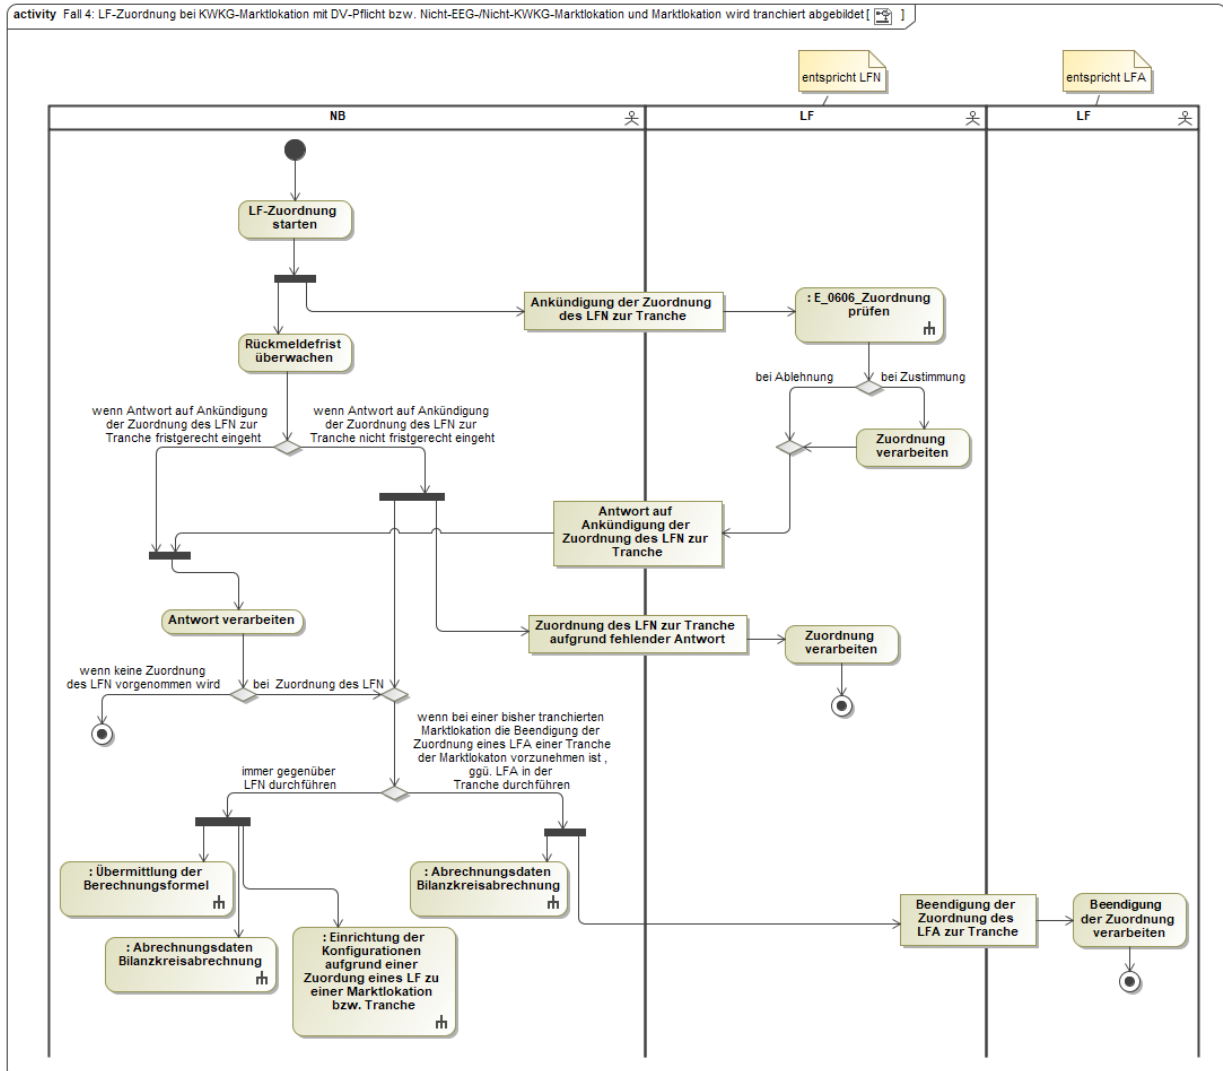 activity Fall 4: LF-Zuordnung bei KWKG-Marktlokation mit DV-Pflicht bzw. Nicht-EEG-/Nicht-KWKG-Marktlokation und Marktlokation wird tranchiert abgebildet [ ]
entspricht LFN
entspricht LFA
NB
LF
LF
LF-Zuordnung
starten
Ankündigung der Zuordnung
des LFN zur Tranche
: E_0606_Zuordnung
prüfen
Rückmeldefrist
überwachen
bei Ablehnung
bei Zustimmung
wenn Antwort auf Ankündigung
der Zuordnung des LFN zur
Tranche fristgerecht eingeht
wenn Antwort auf Ankündigung
der Zuordnung des LFN zur
Tranche nicht fristgerecht eingeht
Zuordnung
verarbeiten
Antwort auf
Ankündigung der
Zuordnung des LFN zur
Tranche
Antwort verarbeiten
Zuordnung des LFN zur Tranche
aufgrund fehlender Antwort
Zuordnung
verarbeiten
wenn keine Zuordnung
des LFN vorgenommen wird
bei Zuordnung des LFN
wenn bei einer bisher tranchierten
Marktlokation die Beendigung der
Zuordnung eines LFA einer Tranche
der Marktlokaton vorzunehmen ist ,
ggü. LFA in der
Tranche durchführen
immer gegenüber
LFN durchführen
: Übermittlung der
Berechnungsformel
: Abrechnungsdaten
Bilanzkreisabrechnung
Beendigung der
Zuordnung des
LFA zur Tranche
Beendigung
der Zuordnung
verarbeiten
: Abrechnungsdaten
Bilanzkreisabrechnung
: Einrichtung der
Konfigurationen
aufgrund einer
Zuordung eines LF zu
einer Marktlokation
bzw. Tranche